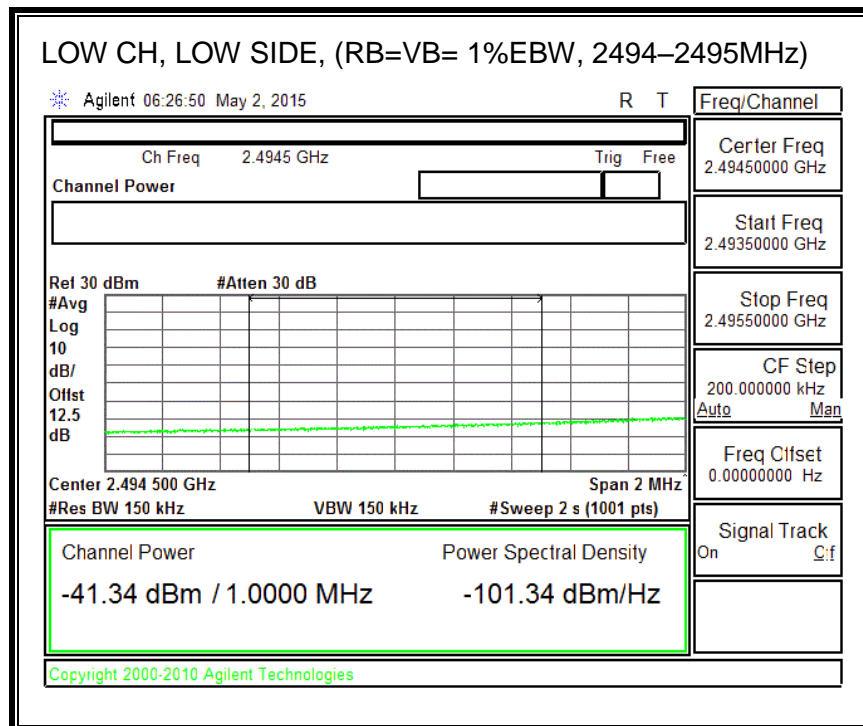 LOW CH, LOW SIDE, (RB=VB= 1%EBW, 2494–2495MHz)
Agilent 06:26:50 May 2, 2015 R T
Freq/Channel
Ch Freq 2.4945 GHz Trig Free
Channel Power
Center Freq
2.49450000 GHz
Start Freq
2.49350000 GHz
Stop Freq
2.49550000 GHz
CF Step
200.000000 kHz
Auto Man
Freq Offset
0.00000000 Hz
Signal Track
On Off
Ref 30 dBm #Atten 30 dB
#Avg
Log
10
dB/
Offst
12.5
dB
Center 2.494 500 GHz Span 2 MHz
#Res BW 150 kHz VBW 150 kHz #Sweep 2 s (1001 pts)
Channel Power Power Spectral Density
-41.34 dBm / 1.0000 MHz -101.34 dBm/Hz
Copyright 2000-2010 Agilent Technologies